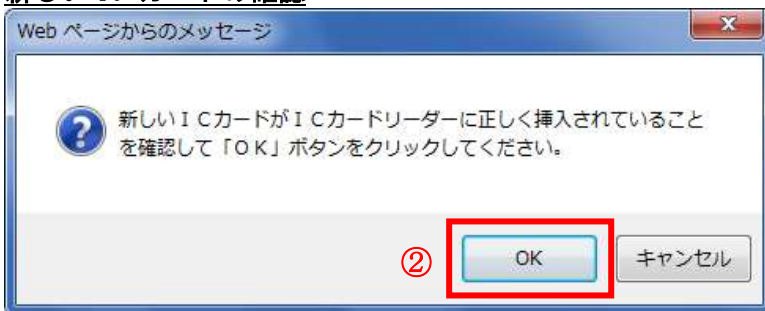 Web ページからのメッセージ
新しいＩＣカードがＩＣカードリーダーに正しく挿入されていること
を確認して「ＯＫ」ボタンをクリックしてください。
② OK キャンセル